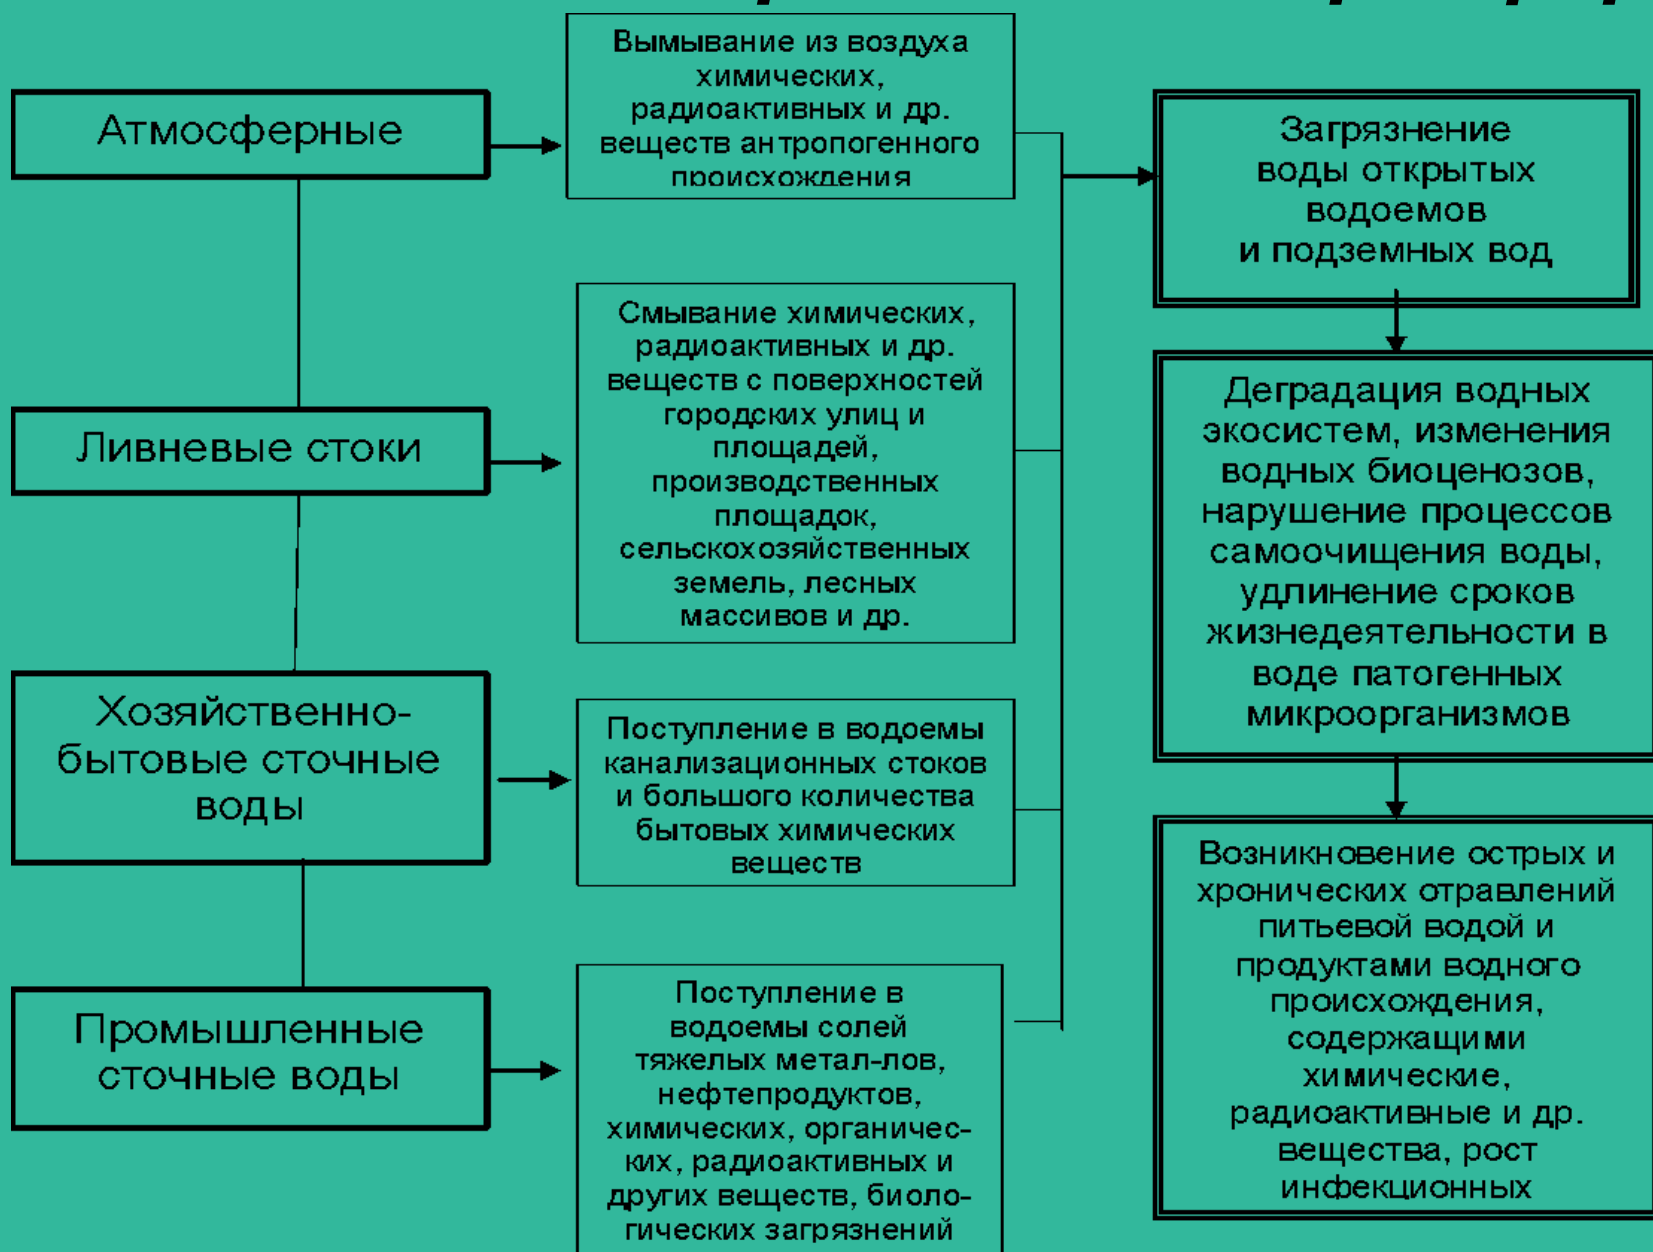 Атмосферные
Вымывание из воздуха
химических,
радиоактивных и др.
веществ антропогенного
происхождения
Ливневые стоки
Смывание химических,
радиоактивных и др.
веществ с поверхностей
городских улиц и
площадей,
производственных
площадок,
сельскохозяйственных
земель, лесных
массивов и др.
Хозяйственно-
бытовые сточные
воды
Поступление в водоемы
канализационных стоков
и большого количества
бытовых химических
веществ
Промышленные
сточные воды
Поступление в
водоемы солей
тяжелых метал-лов,
нефтепродуктов,
химических, органичес-
ких, радиоактивных и
других веществ, биоло-
гических загрязнений
Загрязнение
воды открытых
водоемов
и подземных вод
Деградация водных
экосистем, изменения
водных биоценозов,
нарушение процессов
самоочищения воды,
удлинение сроков
жизнедеятельности в
воде патогенных
микроорганизмов
Возникновение острых и
хронических отравлений
питьевой водой и
продуктами водного
происхождения,
содержащими
химические,
радиоактивные и др.
вещества, рост
инфекционных